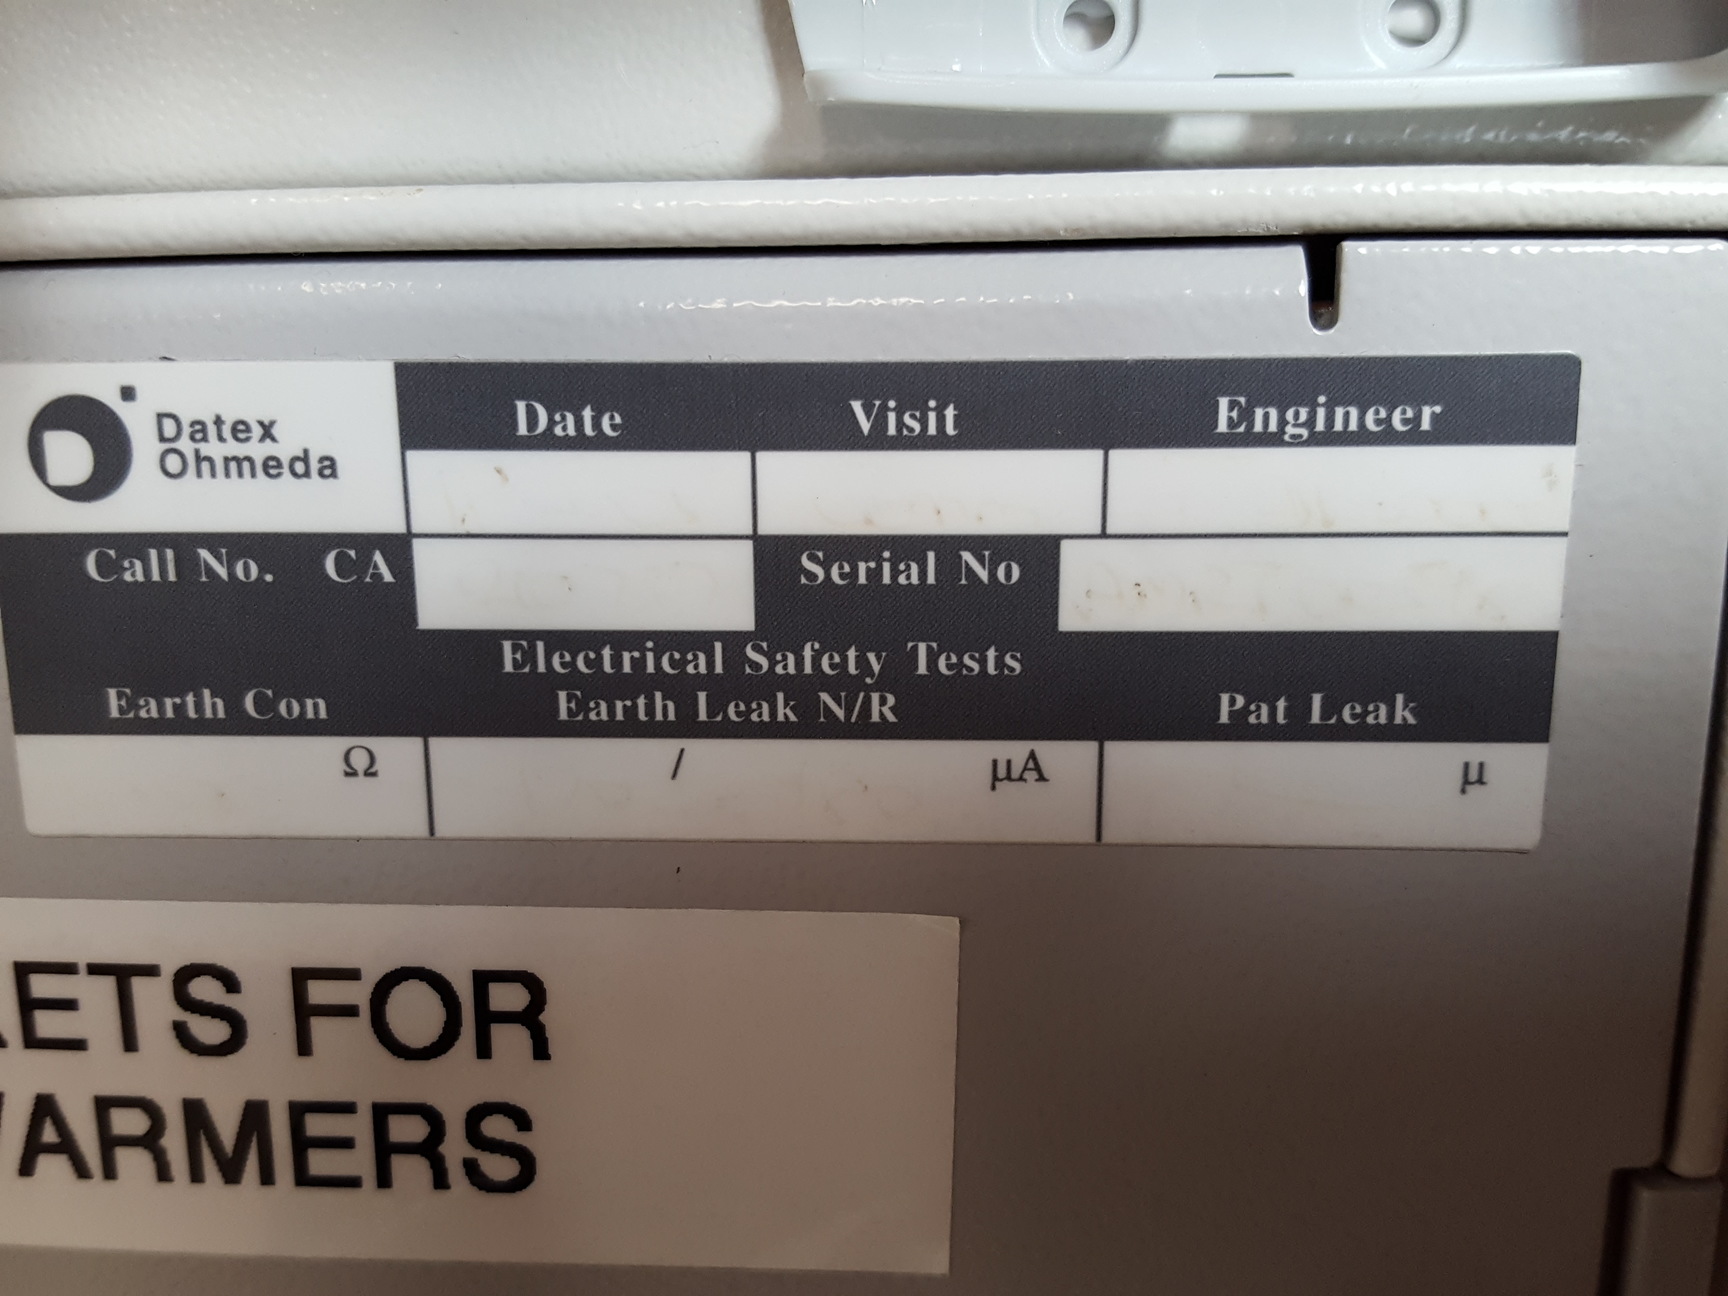 Datex
Ohmeda
Date Visit Engineer
Call No. CA Serial No
Electrical Safety Tests
Earth Con Earth Leak N/R Pat Leak
Ω / µA µ
ETS FOR
ARMERS